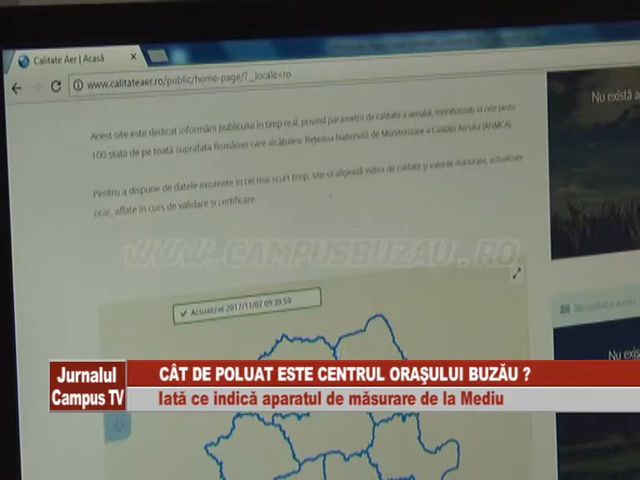 Calitate Aer | Acasă
www.calitateaer.ro/public/home-page/?_locale=ro
Acest site este dedicat informării publicului în timp real, privind parametrii de calitate a aerului, monitorizați în cele peste
100 stații de pe toată suprafața României care alcătuiesc Rețeaua Națională de Monitorizare a Calității Aerului (RNMCA).
Pentru a dispune de datele existente în cel mai scurt timp, site-ul afișează indicii de calitate și valorile măsurate, actualizate
orar, aflate în curs de validare și certificare.
Nu există a
WWW.CAMPUSBUZAU.RO
Actualizat 2017/11/02 09:39:59
Nu exis
Jurnalul
Campus TV
CÂT DE POLUAT ESTE CENTRUL ORAŞULUI BUZĂU ?
Iată ce indică aparatul de măsurare de la Mediu